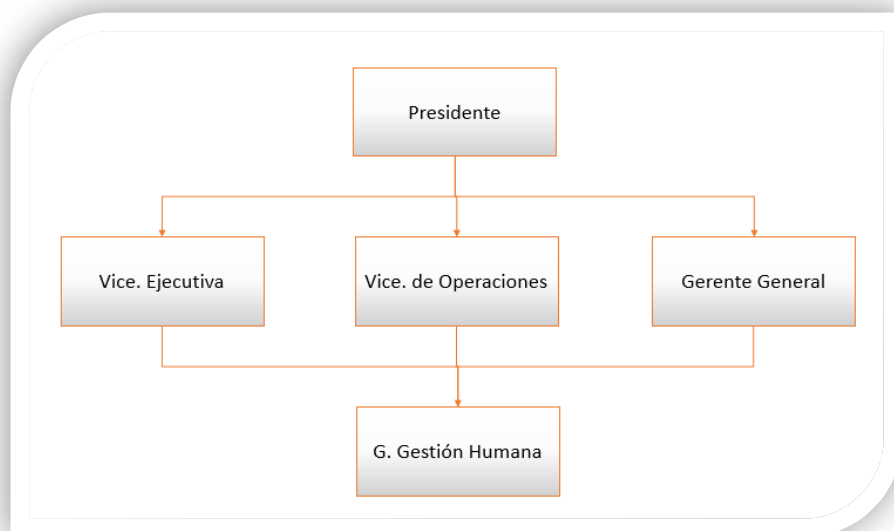 Presidente
Vice. Ejecutiva
Vice. de Operaciones
Gerente General
G. Gestión Humana